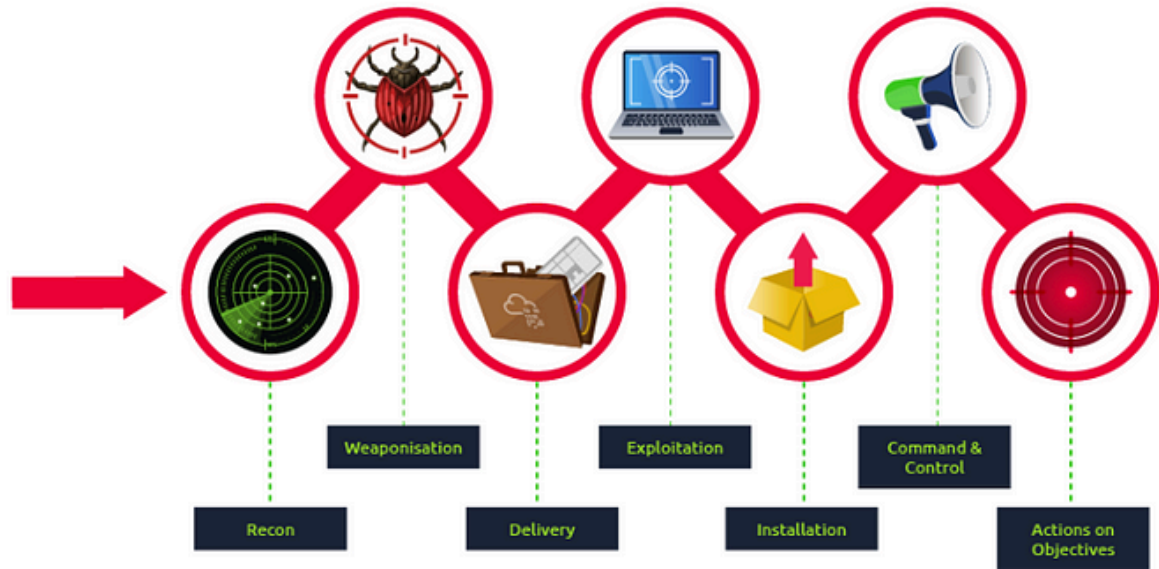 Recon
Weaponisation
Delivery
Exploitation
Installation
Command &
Control
Actions on
Objectives